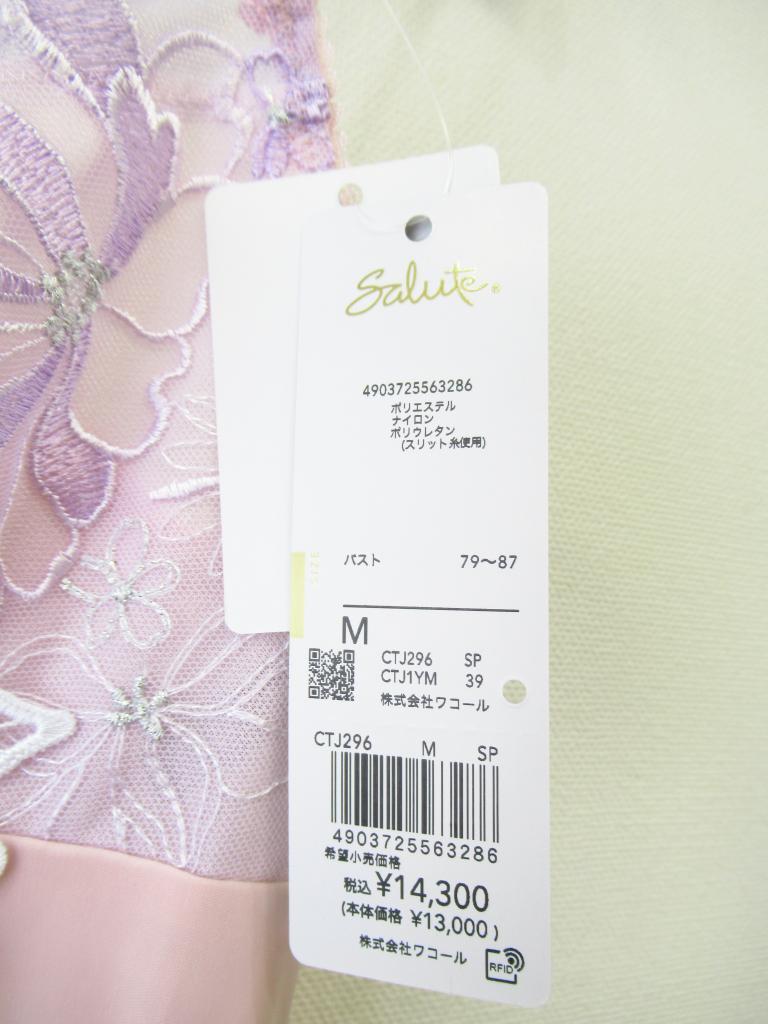 Salute®
4903725563286
ポリエステル
ナイロン
ポリウレタン
(スリット糸使用)
SIZE
バスト 79〜87
M
CTJ296 SP
CTJ1YM 39
株式会社ワコール
CTJ296 M SP
4903725563286
希望小売価格
税込 ¥14,300
(本体価格 ¥13,000)
株式会社ワコール
RFID